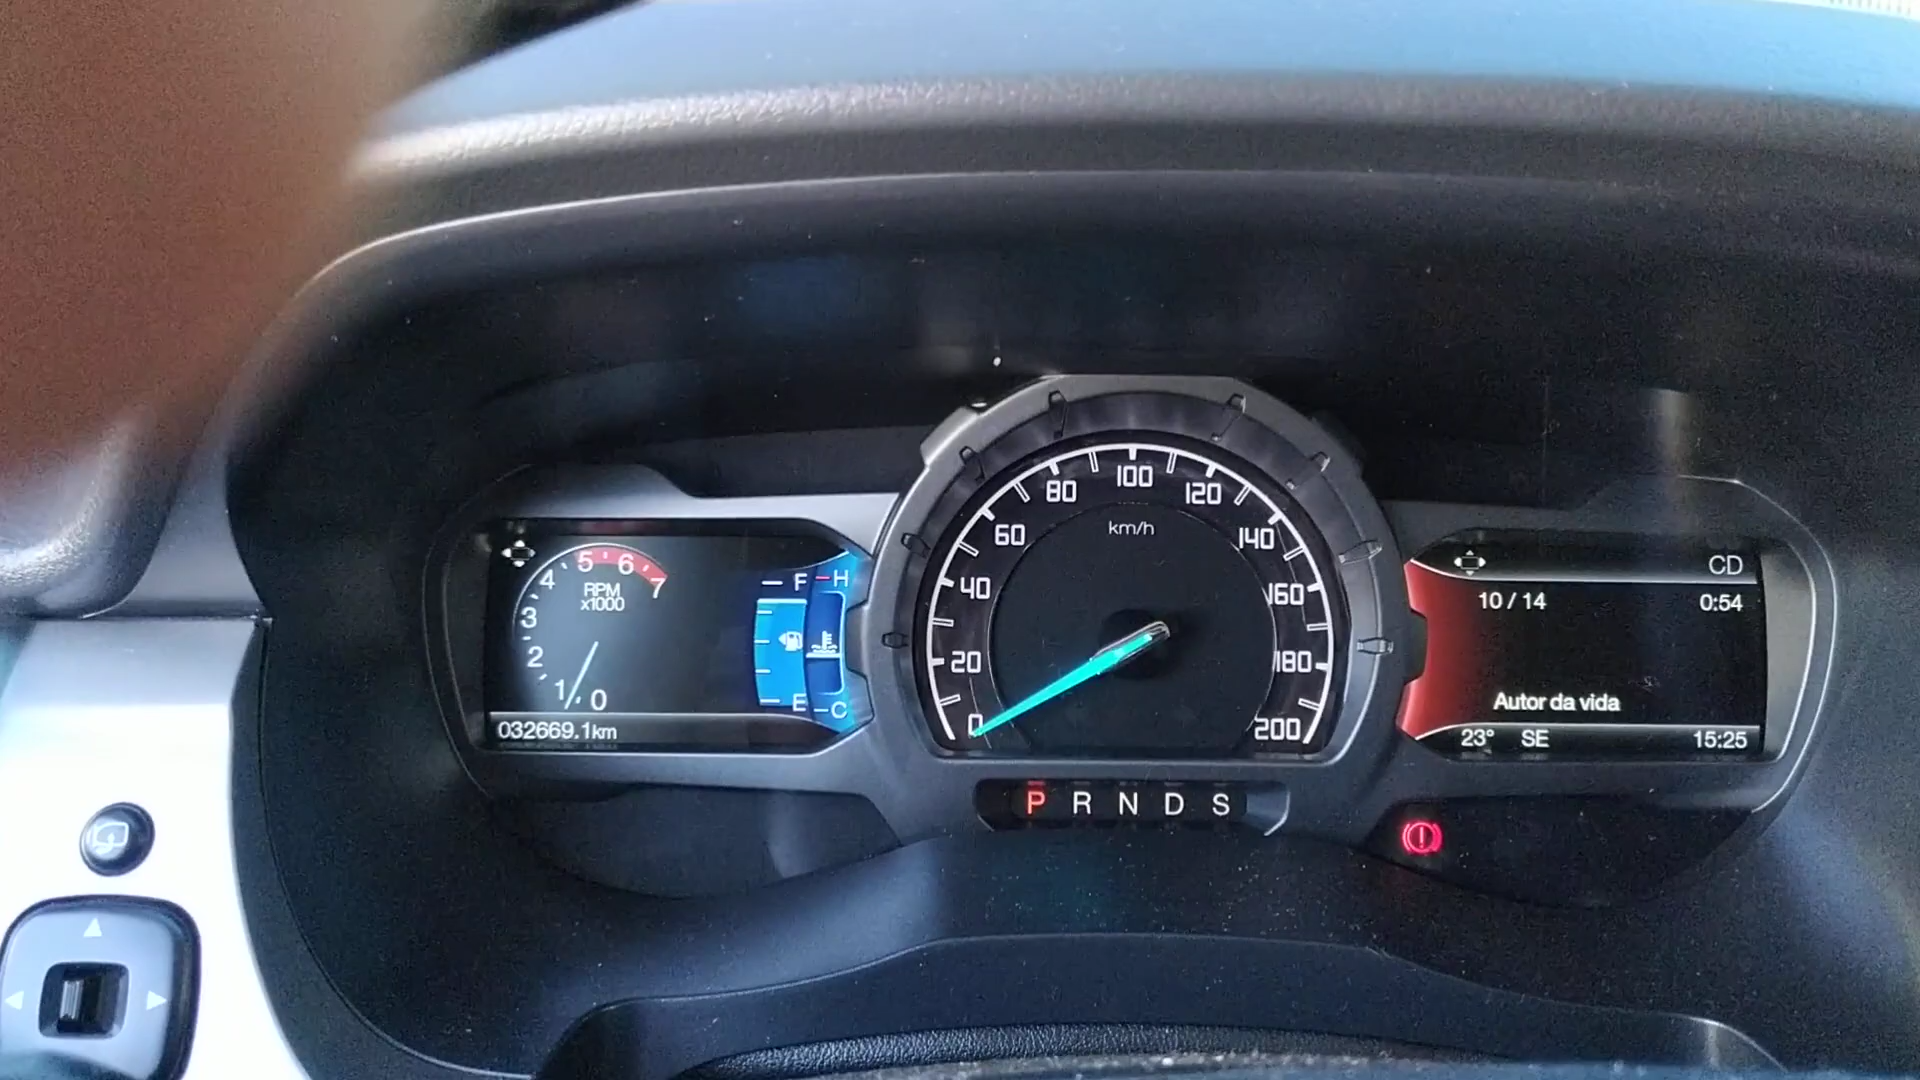 5 6
4 7
RPM
x1000
3
2
1 0
F H
E C
032669.1km
100
80 120
km/h
60 140
40 160
20 180
0 200
P R N D S
CD
10 / 14 0:54
Autor da vida
23° SE 15:25